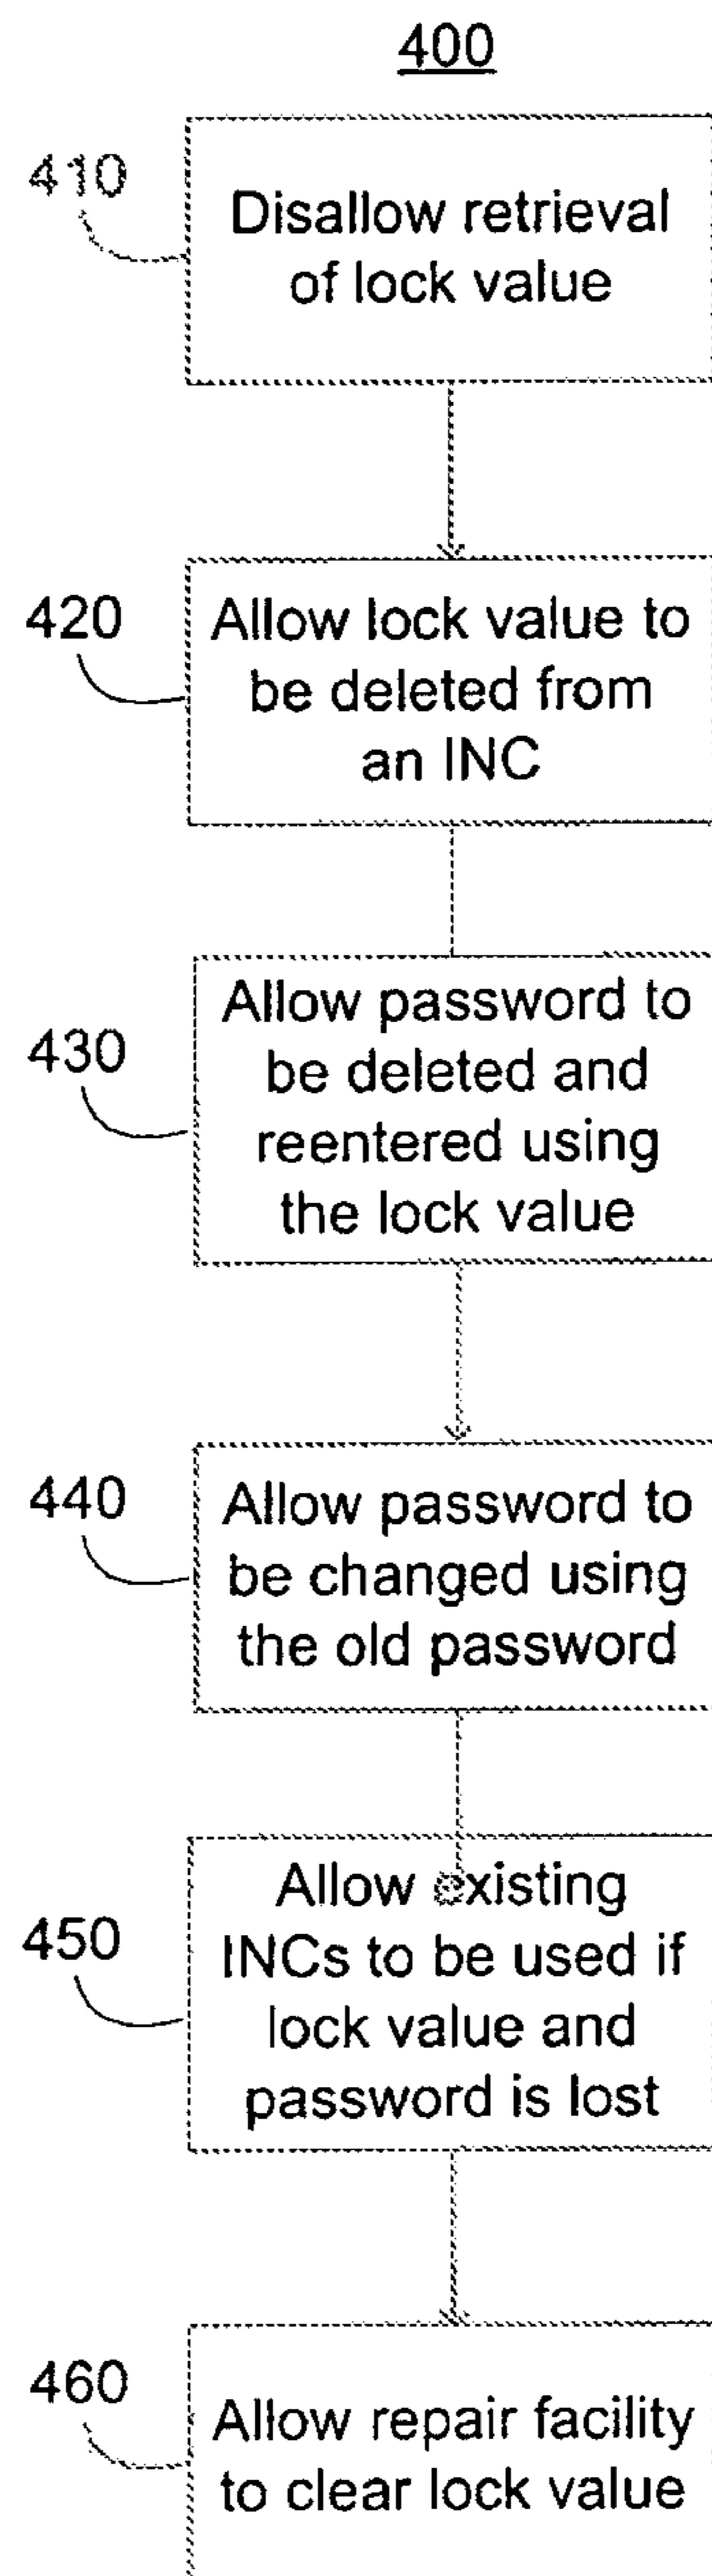 400
410
Disallow retrieval
of lock value
420
Allow lock value to
be deleted from
an INC
430
Allow password to
be deleted and
reentered using
the lock value
440
Allow password to
be changed using
the old password
450
Allow existing
INCs to be used if
lock value and
password is lost
460
Allow repair facility
to clear lock value